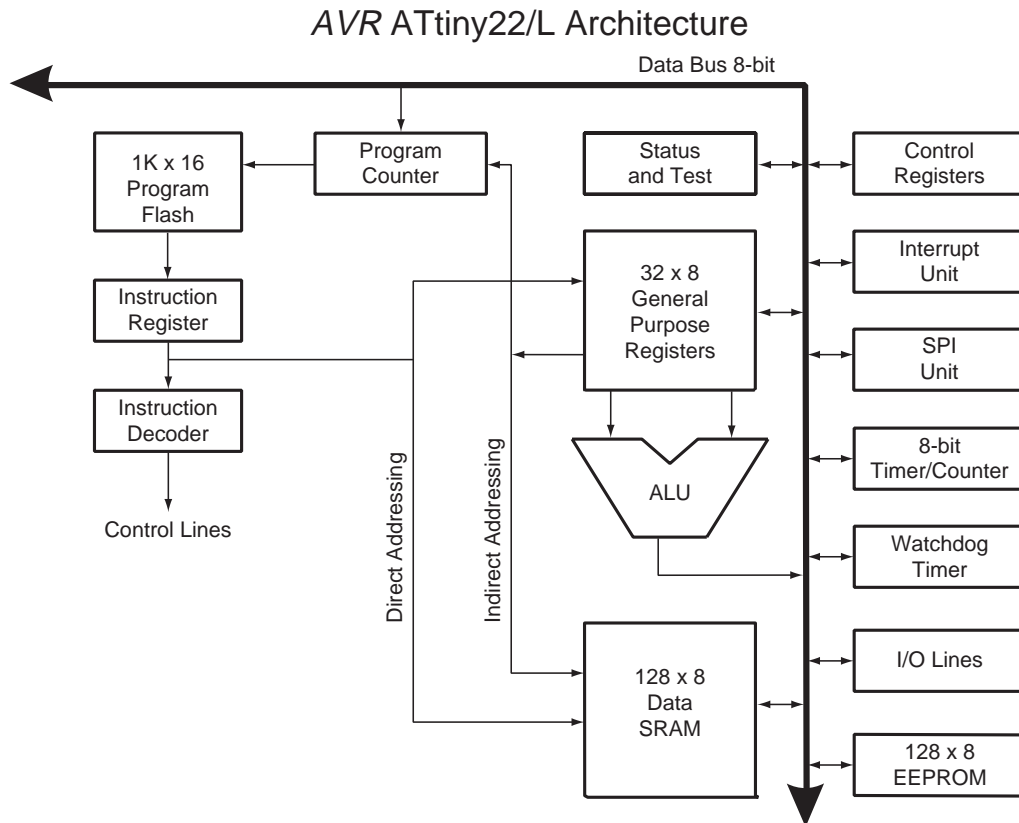 AVR ATtiny22/L Architecture
Data Bus 8-bit
1K x 16
Program
Flash
Program
Counter
Status
and Test
Control
Registers
Instruction
Register
32 x 8
General
Purpose
Registers
Interrupt
Unit
SPI
Unit
Instruction
Decoder
Control Lines
Direct Addressing
Indirect Addressing
ALU
8-bit
Timer/Counter
Watchdog
Timer
128 x 8
Data
SRAM
I/O Lines
128 x 8
EEPROM